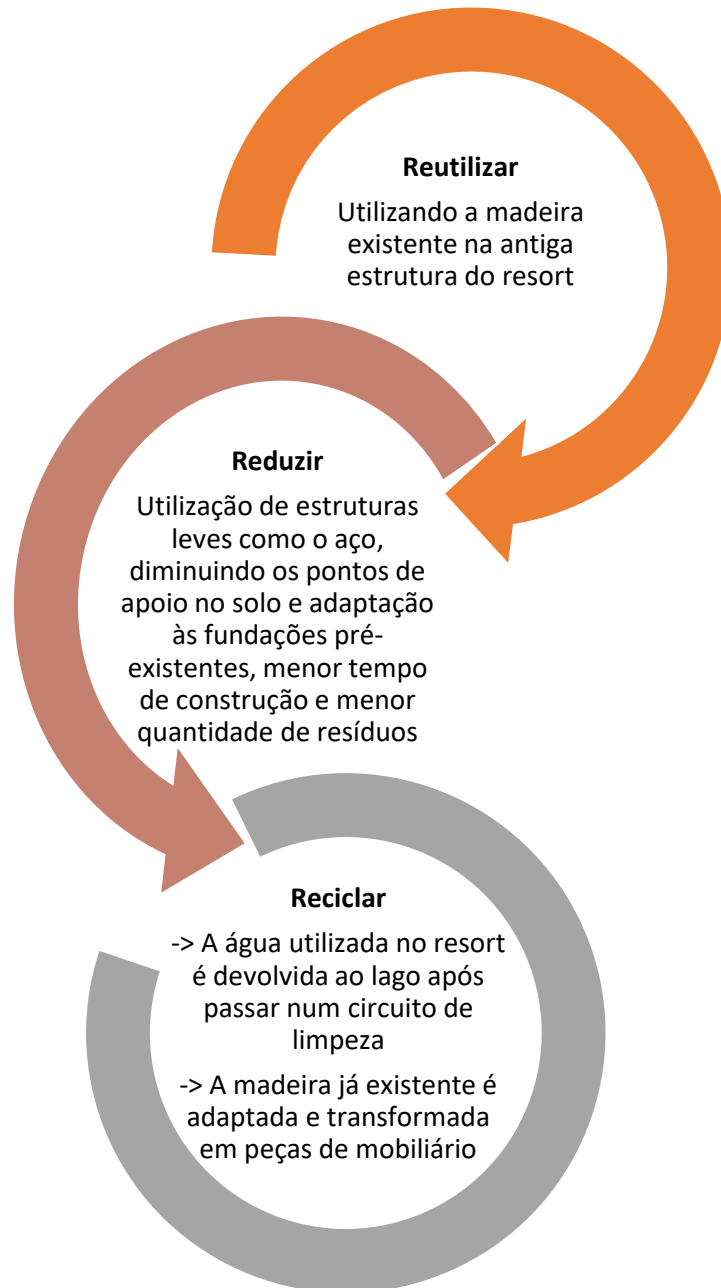 Reutilizar
Utilizando a madeira
existente na antiga
estrutura do resort
Reduzir
Utilização de estruturas
leves como o aço,
diminuindo os pontos de
apoio no solo e adaptação
às fundações pré-
existentes, menor tempo
de construção e menor
quantidade de resíduos
Reciclar
-> A água utilizada no resort
é devolvida ao lago após
passar num circuito de
limpeza
-> A madeira já existente é
adaptada e transformada
em peças de mobiliário